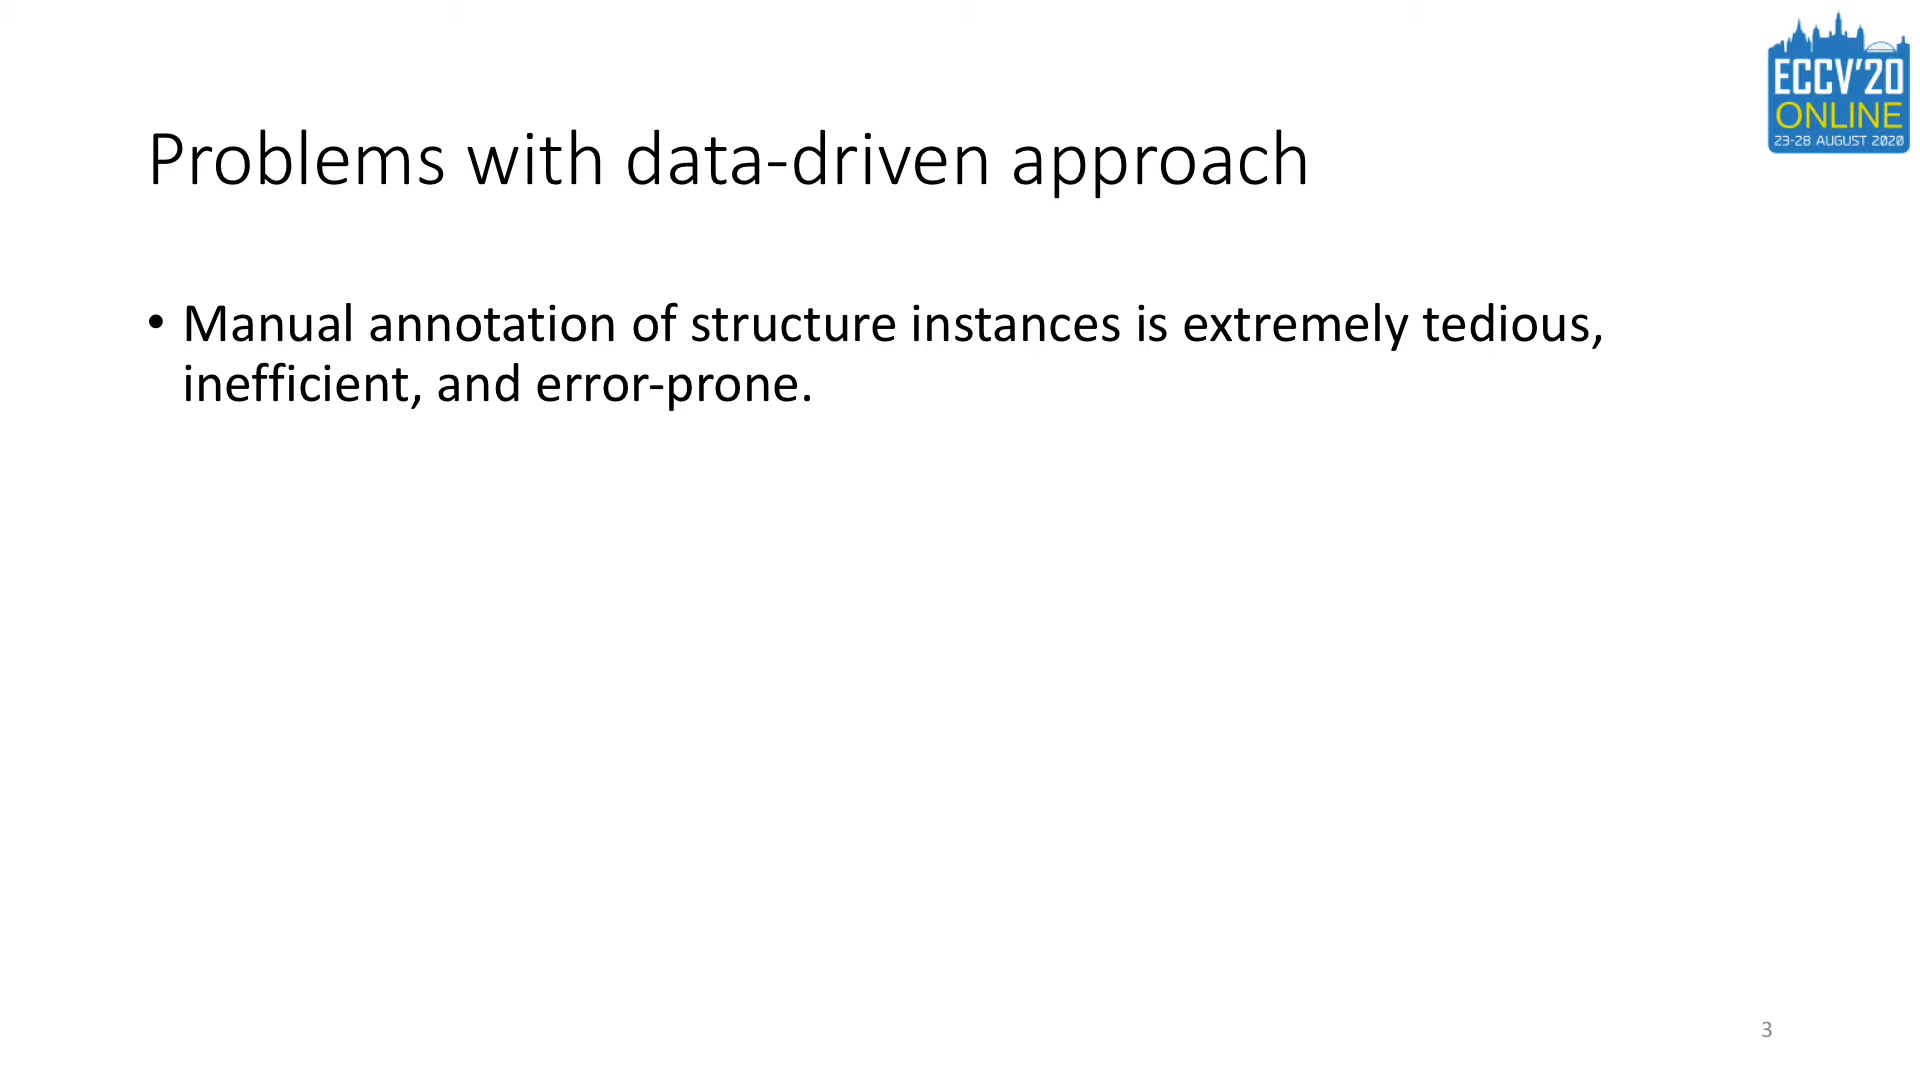 ECCV'20
ONLINE
23-28 AUGUST 2020
Problems with data-driven approach
• Manual annotation of structure instances is extremely tedious,
inefficient, and error-prone.
3